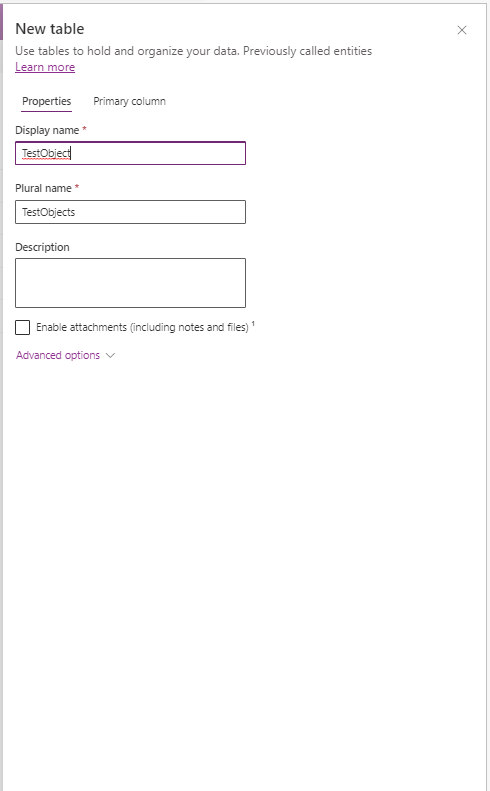 New table
Use tables to hold and organize your data. Previously called entities
Learn more
Properties Primary column
Display name *
TestObject
Plural name *
TestObjects
Description
Enable attachments (including notes and files) ¹
Advanced options